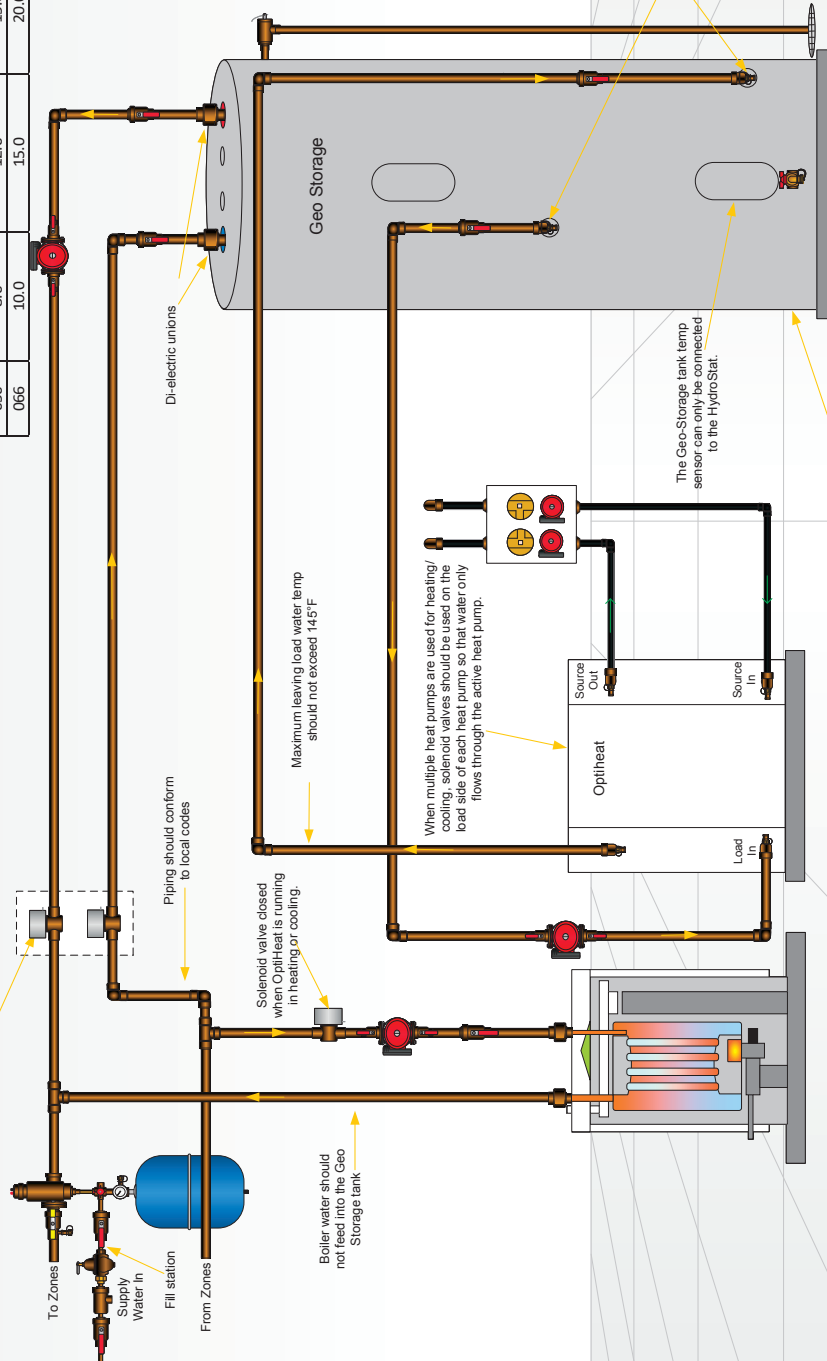 066 10.0 15.0
To Zones
Supply
Water In
Fill station
From Zones
Piping should conform
to local codes
Di-electric unions
Solenoid valve closed
when OptiHeat is running
in heating or cooling.
Maximum leaving load water temp
should not exceed 145°F
Geo Storage
Boiler water should
not feed into the Geo
Storage tank
When multiple heat pumps are used for heating/
cooling, solenoid valves should be used on the
load side of each heat pump so that water only
flows through the active heat pump.
Source
Out
Optiheat
Load
In
Source
In
The Geo-Storage tank temp
sensor can only be connected
to the HydroStat.